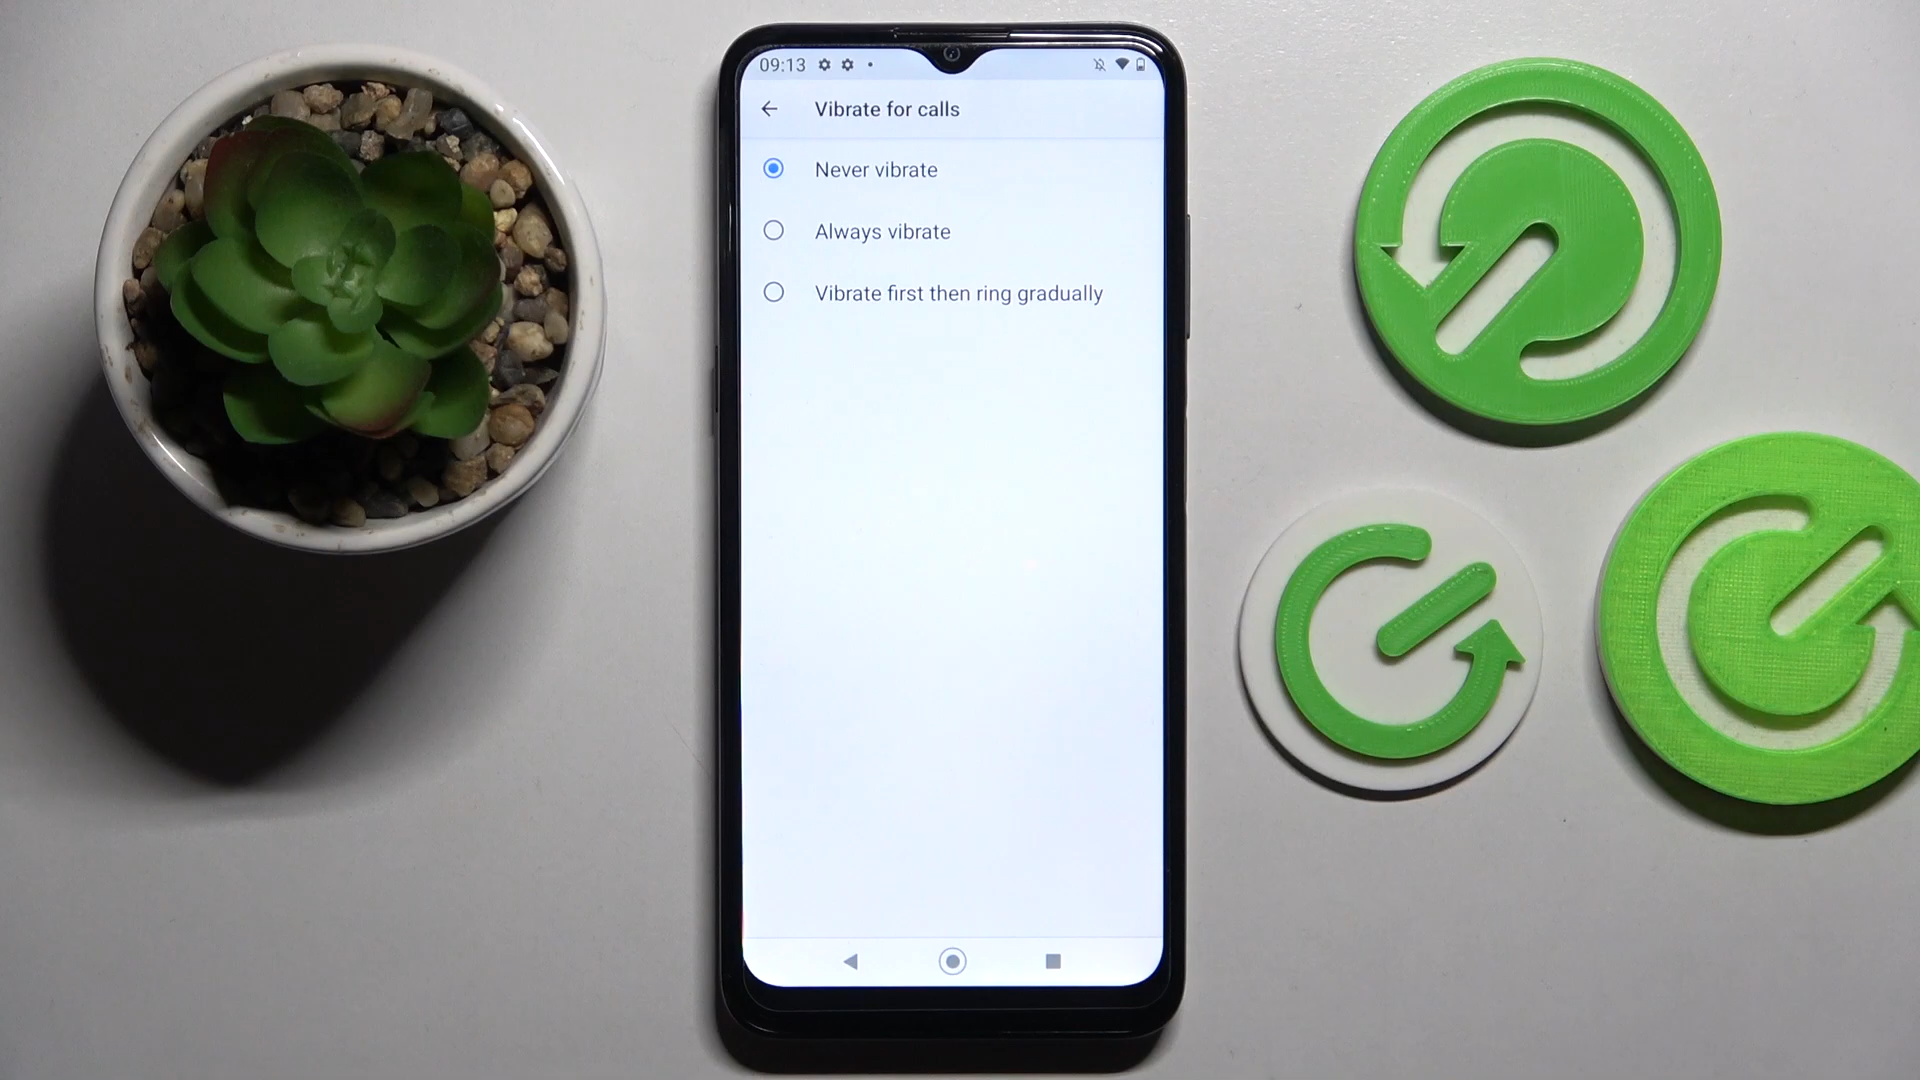 09:13
Vibrate for calls
Never vibrate
Always vibrate
Vibrate first then ring gradually